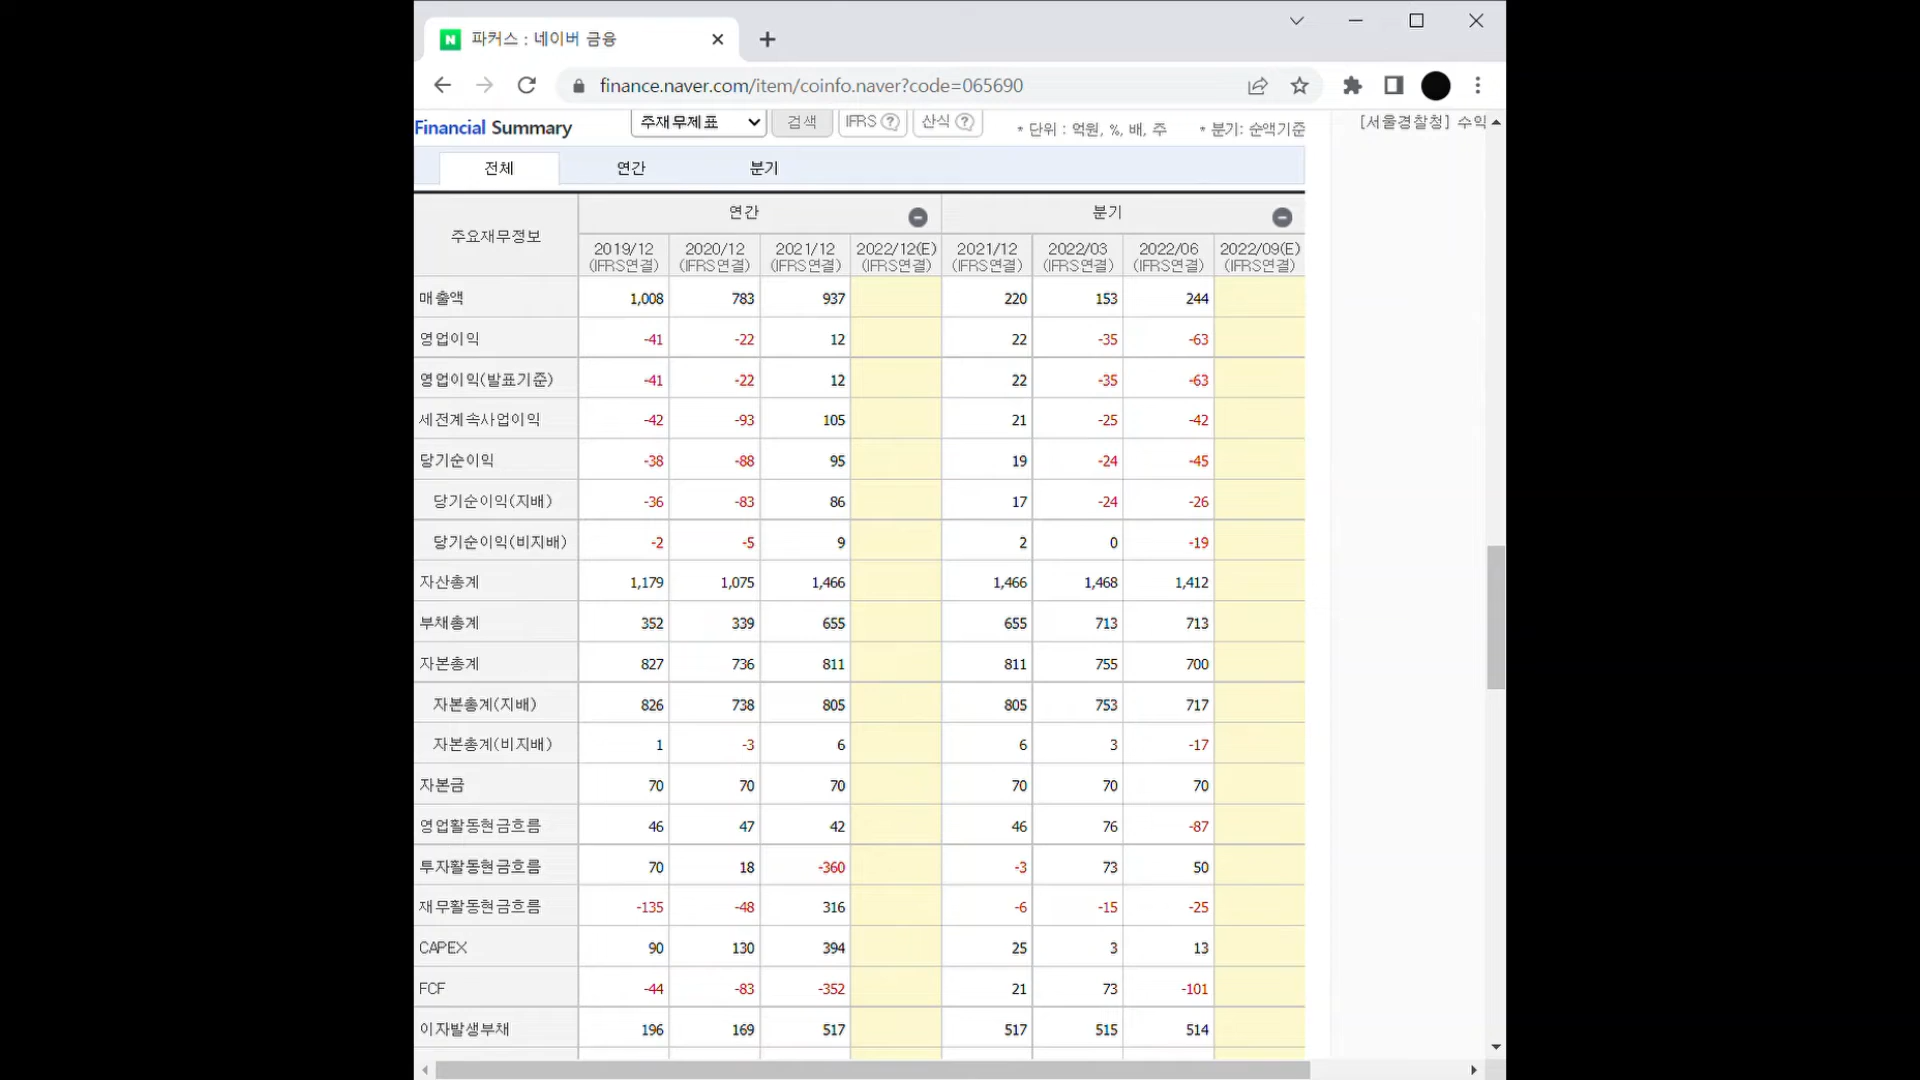 파커스 : 네이버 금융
finance.naver.com/item/coinfo.naver?code=065690
Financial Summary 주재무제표 검색 IFRS ? 산식 ? * 단위 : 억원, %, 배, 주 * 분기: 순액기준 [서울경찰청] 수익
전체 연간 분기
주요재무정보 연간 분기
2019/12 2020/12 2021/12 2022/12(E) 2021/12 2022/03 2022/06 2022/09(E)
(IFRS연결) (IFRS연결) (IFRS연결) (IFRS연결) (IFRS연결) (IFRS연결) (IFRS연결) (IFRS연결)
매출액 1,008 783 937 220 153 244
영업이익 -41 -22 12 22 -35 -63
영업이익(발표기준) -41 -22 12 22 -35 -63
세전계속사업이익 -42 -93 105 21 -25 -42
당기순이익 -38 -88 95 19 -24 -45
당기순이익(지배) -36 -83 86 17 -24 -26
당기순이익(비지배) -2 -5 9 2 0 -19
자산총계 1,179 1,075 1,466 1,466 1,468 1,412
부채총계 352 339 655 655 713 713
자본총계 827 736 811 811 755 700
자본총계(지배) 826 738 805 805 753 717
자본총계(비지배) 1 -3 6 6 3 -17
자본금 70 70 70 70 70 70
영업활동현금흐름 46 47 42 46 76 -87
투자활동현금흐름 70 18 -360 -3 73 50
재무활동현금흐름 -135 -48 316 -6 -15 -25
CAPEX 90 130 394 25 3 13
FCF -44 -83 -352 21 73 -101
이자발생부채 196 169 517 517 515 514